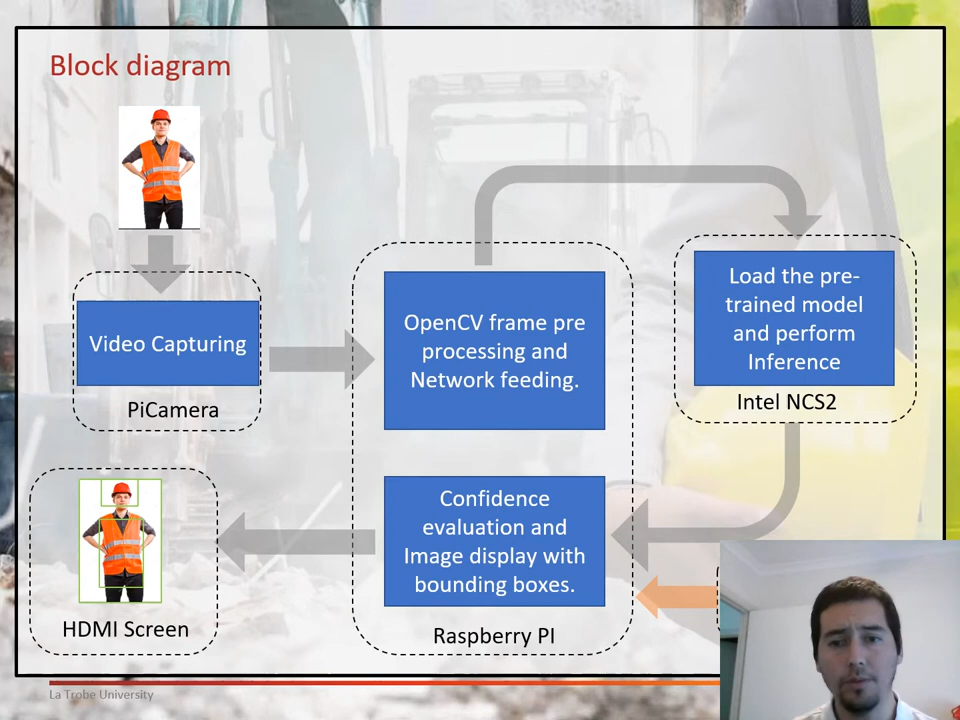 Block diagram
Video Capturing
PiCamera
OpenCV frame pre
processing and
Network feeding.
Load the pre-
trained model
and perform
Inference
Intel NCS2
Confidence
evaluation and
Image display with
bounding boxes.
Raspberry PI
HDMI Screen
La Trobe University